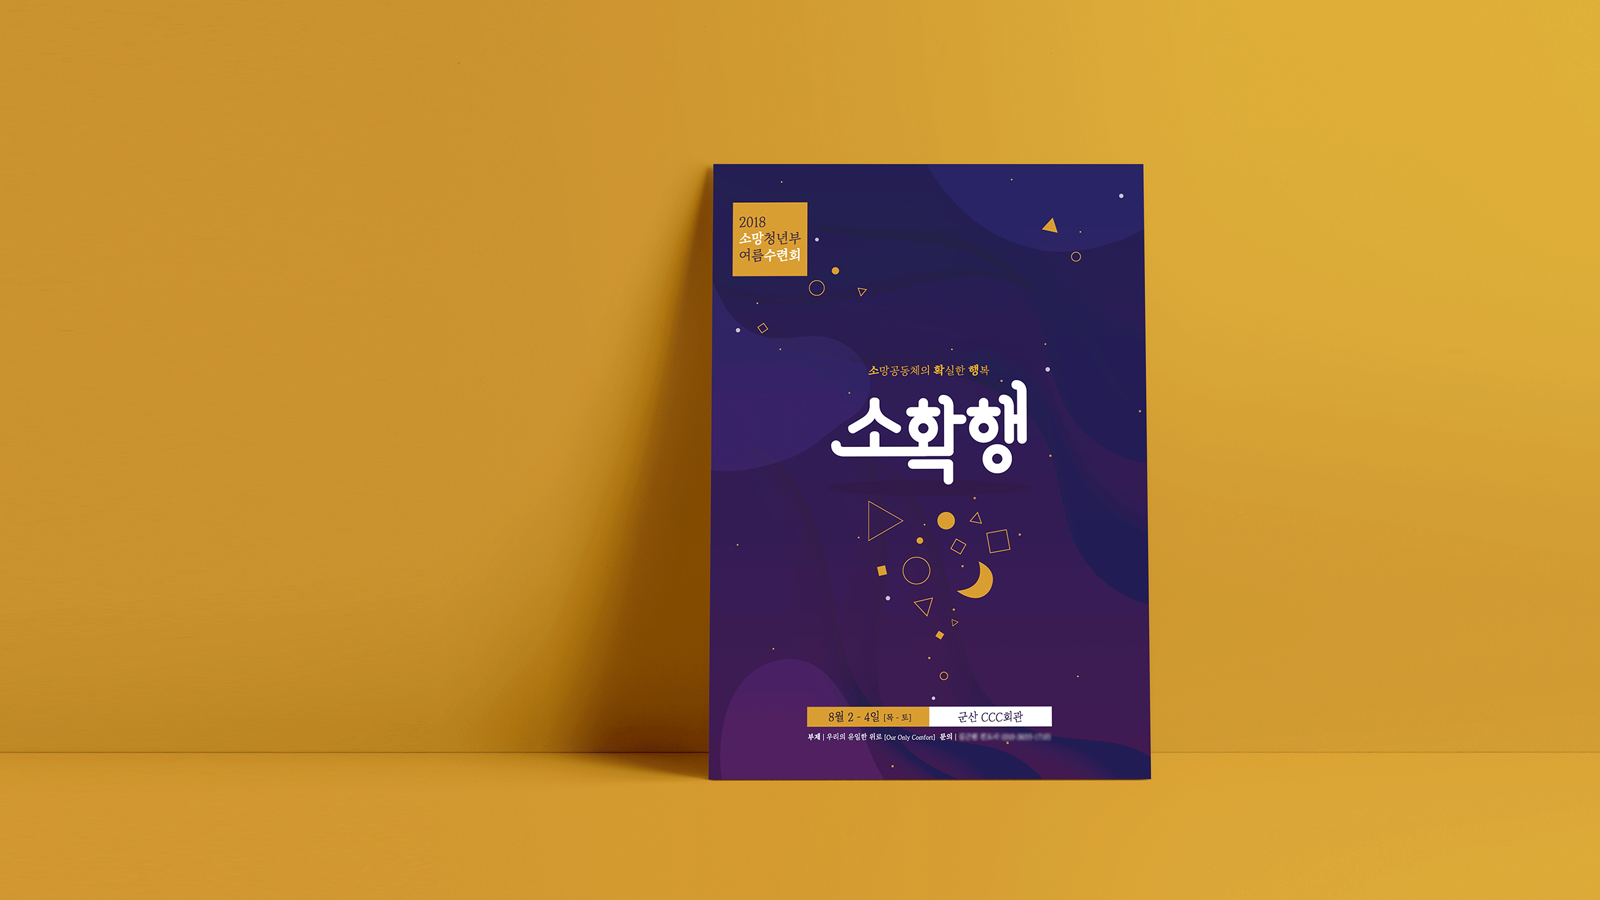 2018
소망청년부
여름수련회
소망공동체의 확실한 행복
소확행
8월 2 - 4일 [목 - 토]
군산 CCC회관
부제 | 우리의 유일한 위로 [Our Only Comfort] 문의 |